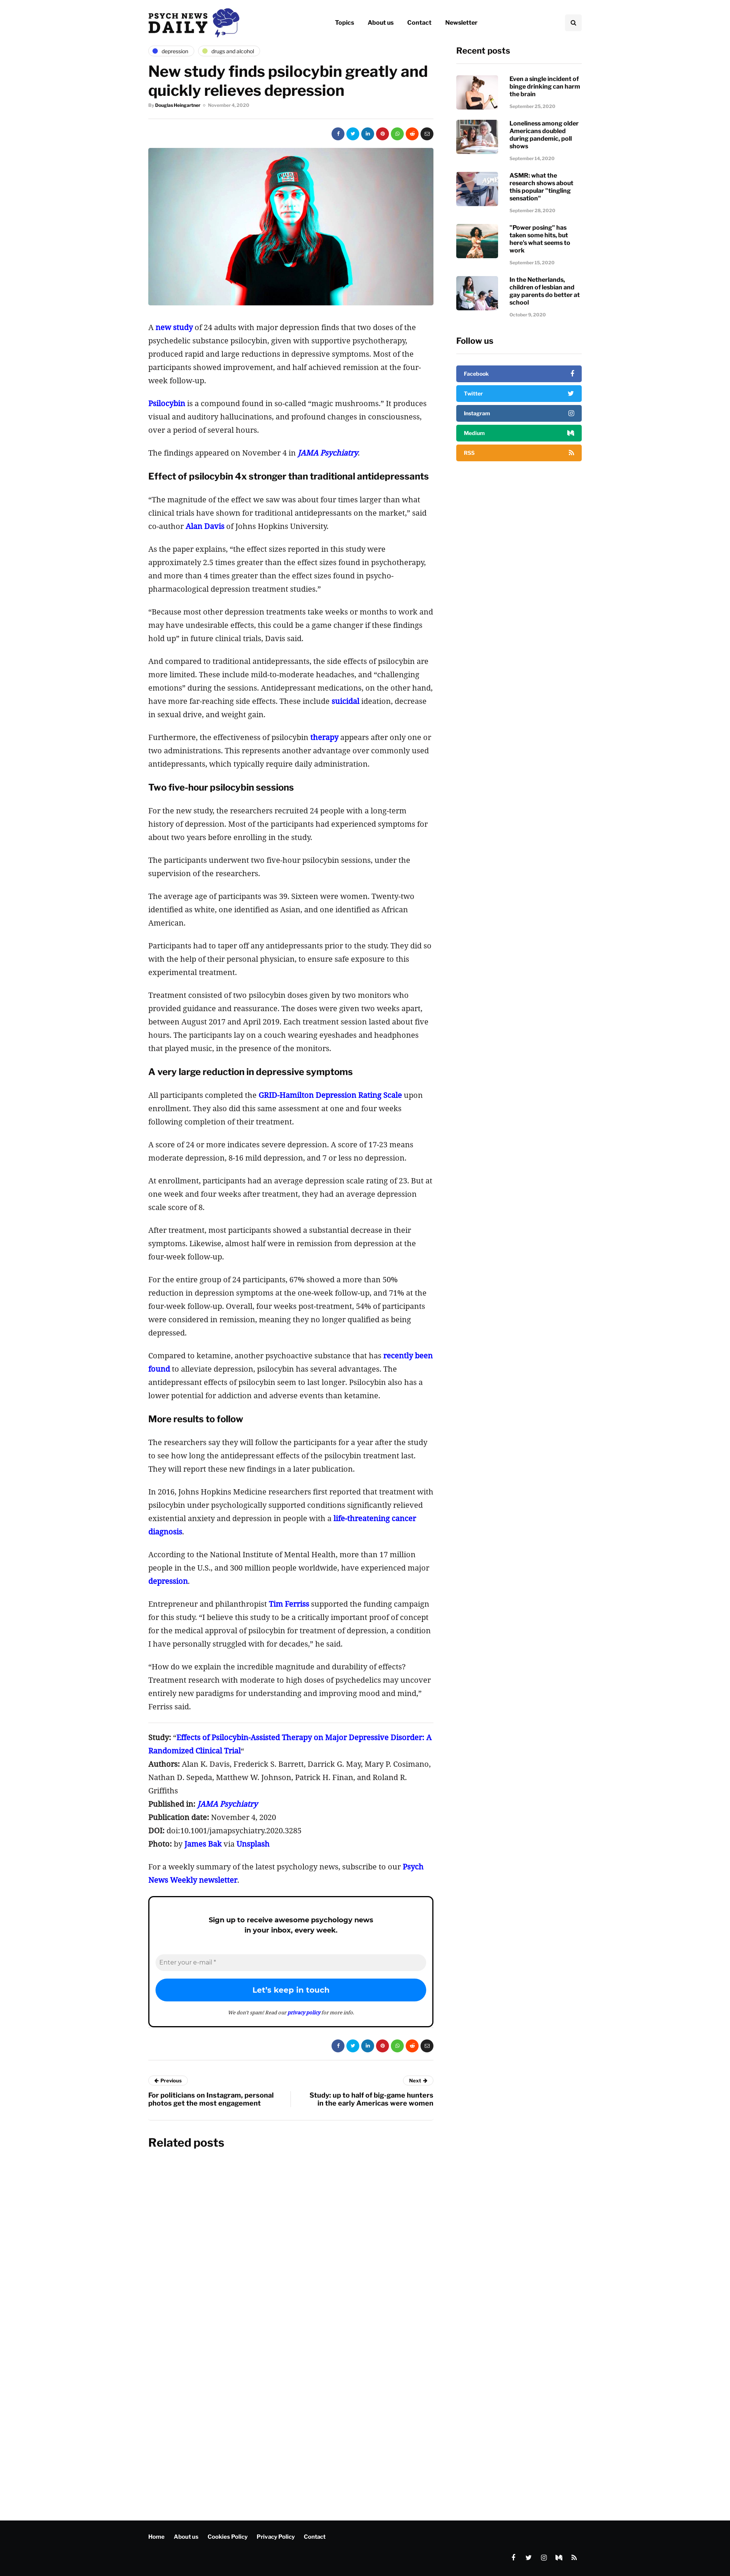 PSYCH NEWS
DAILY
Topics
About us
Contact
Newsletter
depression
drugs and alcohol
New study finds psilocybin greatly and
quickly relieves depression
By Douglas Heingartner
November 4, 2020
A new study of 24 adults with major depression finds that two doses of the
psychedelic substance psilocybin, given with supportive psychotherapy,
produced rapid and large reductions in depressive symptoms. Most of the
participants showed improvement, and half achieved remission at the four-
week follow-up.
Psilocybin is a compound found in so-called “magic mushrooms.” It produces
visual and auditory hallucinations, and profound changes in consciousness,
over a period of several hours.
The findings appeared on November 4 in JAMA Psychiatry.
Effect of psilocybin 4x stronger than traditional antidepressants
“The magnitude of the effect we saw was about four times larger than what
clinical trials have shown for traditional antidepressants on the market,” said
co-author Alan Davis of Johns Hopkins University.
As the paper explains, “the effect sizes reported in this study were
approximately 2.5 times greater than the effect sizes found in psychotherapy,
and more than 4 times greater than the effect sizes found in psycho-
pharmacological depression treatment studies.”
“Because most other depression treatments take weeks or months to work and
may have undesirable effects, this could be a game changer if these findings
hold up” in future clinical trials, Davis said.
And compared to traditional antidepressants, the side effects of psilocybin are
more limited. These include mild-to-moderate headaches, and “challenging
emotions” during the sessions. Antidepressant medications, on the other hand,
have more far-reaching side effects. These include suicidal ideation, decrease
in sexual drive, and weight gain.
Furthermore, the effectiveness of psilocybin therapy appears after only one or
two administrations. This represents another advantage over commonly used
antidepressants, which typically require daily administration.
Two five-hour psilocybin sessions
For the new study, the researchers recruited 24 people with a long-term
history of depression. Most of the participants had experienced symptoms for
about two years before enrolling in the study.
The participants underwent two five-hour psilocybin sessions, under the
supervision of the researchers.
The average age of participants was 39. Sixteen were women. Twenty-two
identified as white, one identified as Asian, and one identified as African
American.
Participants had to taper off any antidepressants prior to the study. They did so
with the help of their personal physician, to ensure safe exposure to this
experimental treatment.
Treatment consisted of two psilocybin doses given by two monitors who
provided guidance and reassurance. The doses were given two weeks apart,
between August 2017 and April 2019. Each treatment session lasted about five
hours. The participants lay on a couch wearing eyeshades and headphones
that played music, in the presence of the monitors.
A very large reduction in depressive symptoms
All participants completed the GRID-Hamilton Depression Rating Scale upon
enrollment. They also did this same assessment at one and four weeks
following completion of their treatment.
A score of 24 or more indicates severe depression. A score of 17-23 means
moderate depression, 8-16 mild depression, and 7 or less no depression.
At enrollment, participants had an average depression scale rating of 23. But at
one week and four weeks after treatment, they had an average depression
scale score of 8.
After treatment, most participants showed a substantial decrease in their
symptoms. Likewise, almost half were in remission from depression at the
four-week follow-up.
For the entire group of 24 participants, 67% showed a more than 50%
reduction in depression symptoms at the one-week follow-up, and 71% at the
four-week follow-up. Overall, four weeks post-treatment, 54% of participants
were considered in remission, meaning they no longer qualified as being
depressed.
Compared to ketamine, another psychoactive substance that has recently been
found to alleviate depression, psilocybin has several advantages. The
antidepressant effects of psilocybin seem to last longer. Psilocybin also has a
lower potential for addiction and adverse events than ketamine.
More results to follow
The researchers say they will follow the participants for a year after the study
to see how long the antidepressant effects of the psilocybin treatment last.
They will report these new findings in a later publication.
In 2016, Johns Hopkins Medicine researchers first reported that treatment with
psilocybin under psychologically supported conditions significantly relieved
existential anxiety and depression in people with a life-threatening cancer
diagnosis.
According to the National Institute of Mental Health, more than 17 million
people in the U.S., and 300 million people worldwide, have experienced major
depression.
Entrepreneur and philanthropist Tim Ferriss supported the funding campaign
for this study. “I believe this study to be a critically important proof of concept
for the medical approval of psilocybin for treatment of depression, a condition
I have personally struggled with for decades,” he said.
“How do we explain the incredible magnitude and durability of effects?
Treatment research with moderate to high doses of psychedelics may uncover
entirely new paradigms for understanding and improving mood and mind,”
Ferriss said.
Study: “Effects of Psilocybin-Assisted Therapy on Major Depressive Disorder: A
Randomized Clinical Trial“
Authors: Alan K. Davis, Frederick S. Barrett, Darrick G. May, Mary P. Cosimano,
Nathan D. Sepeda, Matthew W. Johnson, Patrick H. Finan, and Roland R.
Griffiths
Published in: JAMA Psychiatry
Publication date: November 4, 2020
DOI: doi:10.1001/jamapsychiatry.2020.3285
Photo: by James Bak via Unsplash
For a weekly summary of the latest psychology news, subscribe to our Psych
News Weekly newsletter.
Sign up to receive awesome psychology news
in your inbox, every week.
Enter your e-mail *
Let's keep in touch
We don't spam! Read our privacy policy for more info.
Previous
For politicians on Instagram, personal
photos get the most engagement
Next
Study: up to half of big-game hunters
in the early Americas were women
Related posts
Recent posts
Even a single incident of
binge drinking can harm
the brain
September 25, 2020
Loneliness among older
Americans doubled
during pandemic, poll
shows
September 14, 2020
ASMR: what the
research shows about
this popular "tingling
sensation"
September 28, 2020
"Power posing" has
taken some hits, but
here's what seems to
work
September 15, 2020
In the Netherlands,
children of lesbian and
gay parents do better at
school
October 9, 2020
Follow us
Facebook
Twitter
Instagram
Medium
RSS
Home
About us
Cookies Policy
Privacy Policy
Contact